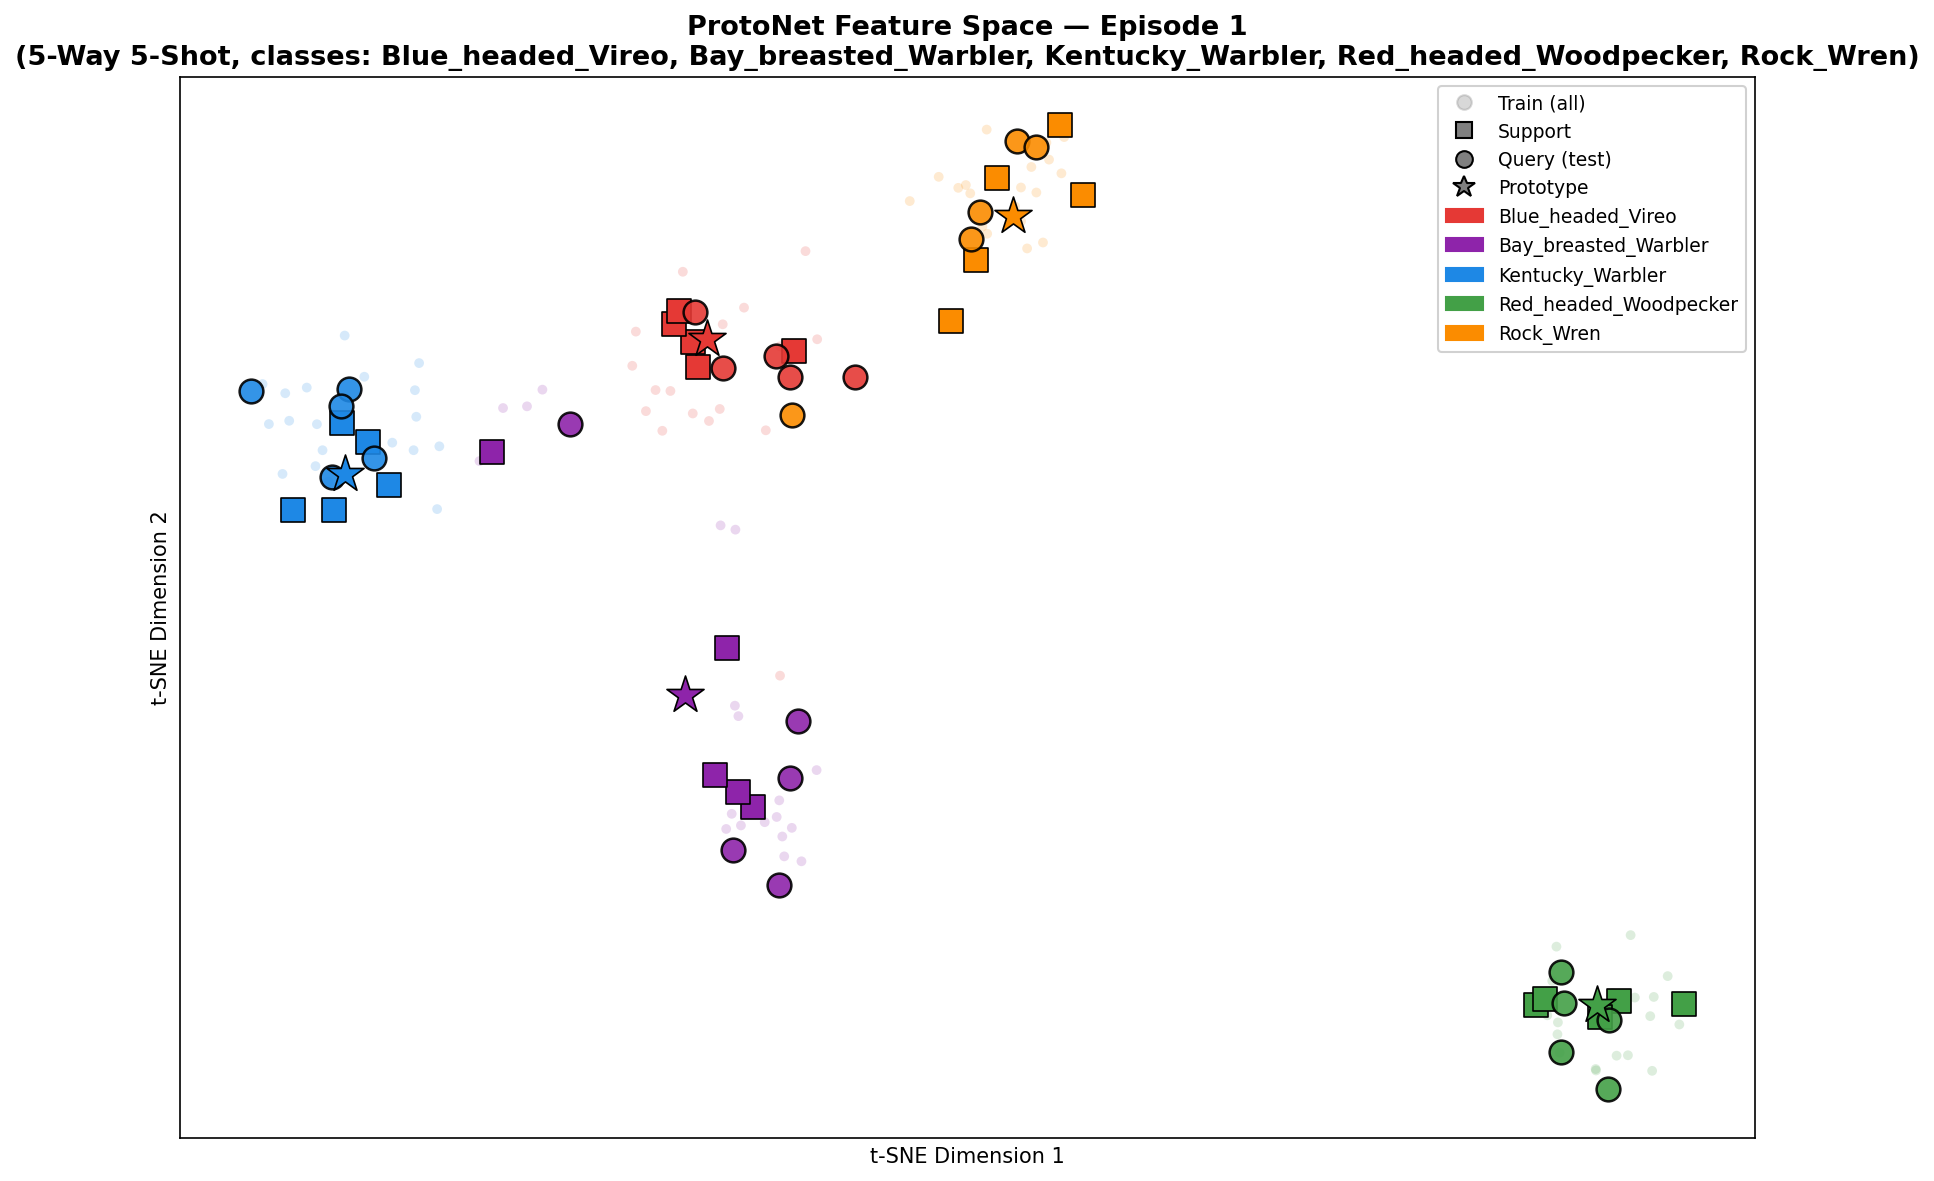 ProtoNet Feature Space — Episode 1
(5-Way 5-Shot, classes: Blue_headed_Vireo, Bay_breasted_Warbler, Kentucky_Warbler, Red_headed_Woodpecker, Rock_Wren)
Train (all)
Support
Query (test)
Prototype
Blue_headed_Vireo
Bay_breasted_Warbler
Kentucky_Warbler
Red_headed_Woodpecker
Rock_Wren
t-SNE Dimension 2
t-SNE Dimension 1